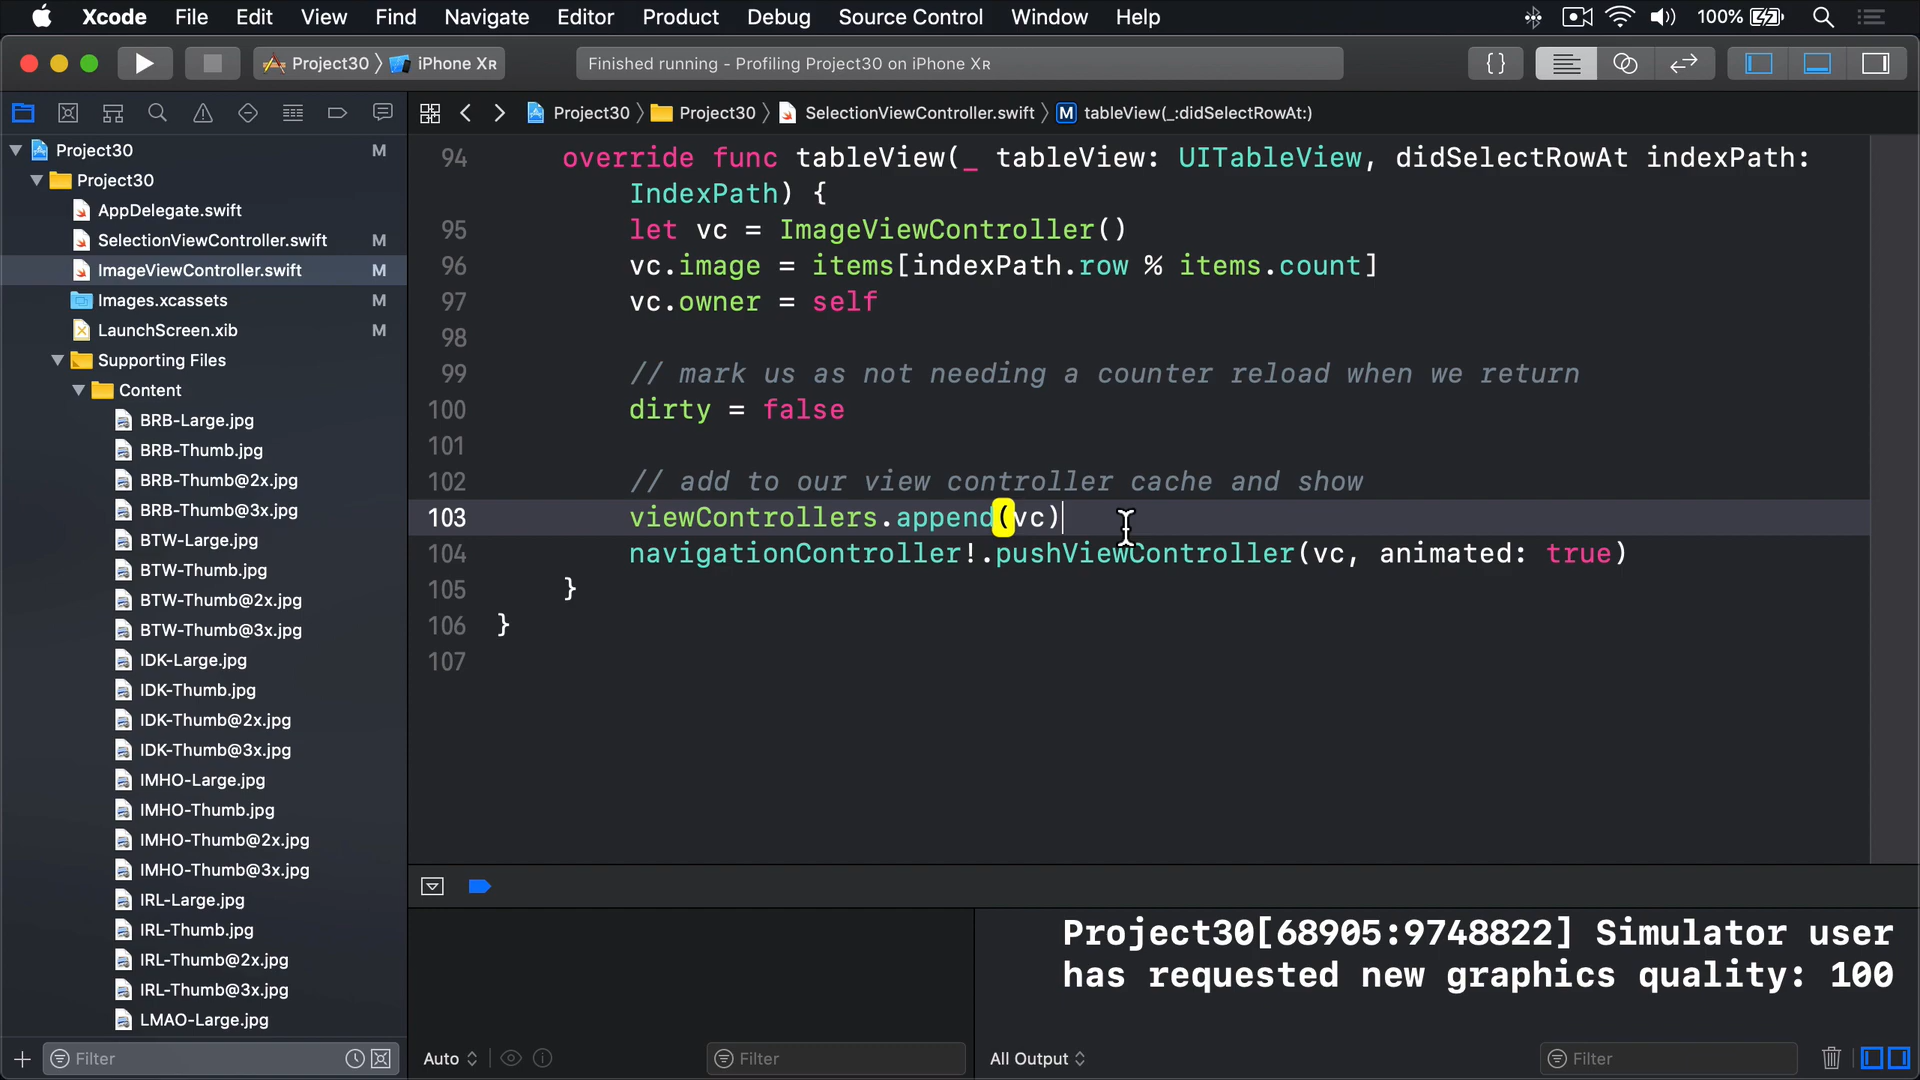 Xcode File Edit View Find Navigate Editor Product Debug Source Control Window Help 100%
Project30 iPhone XR Finished running - Profiling Project30 on iPhone XR {}
Project30 Project30 SelectionViewController.swift M tableView(_:didSelectRowAt:)
Project30 M
Project30
AppDelegate.swift
SelectionViewController.swift M
ImageViewController.swift M
Images.xcassets M
LaunchScreen.xib M
Supporting Files
Content
BRB-Large.jpg
BRB-Thumb.jpg
BRB-Thumb@2x.jpg
BRB-Thumb@3x.jpg
BTW-Large.jpg
BTW-Thumb.jpg
BTW-Thumb@2x.jpg
BTW-Thumb@3x.jpg
IDK-Large.jpg
IDK-Thumb.jpg
IDK-Thumb@2x.jpg
IDK-Thumb@3x.jpg
IMHO-Large.jpg
IMHO-Thumb.jpg
IMHO-Thumb@2x.jpg
IMHO-Thumb@3x.jpg
IRL-Large.jpg
IRL-Thumb.jpg
IRL-Thumb@2x.jpg
IRL-Thumb@3x.jpg
LMAO-Large.jpg
Filter
94 override func tableView(_ tableView: UITableView, didSelectRowAt indexPath:
IndexPath) {
95 let vc = ImageViewController()
96 vc.image = items[indexPath.row % items.count]
97 vc.owner = self
98
99 // mark us as not needing a counter reload when we return
100 dirty = false
101
102 // add to our view controller cache and show
103 viewControllers.append(vc)
104 navigationController!.pushViewController(vc, animated: true)
105 }
106 }
107
Project30[68905:9748822] Simulator user
has requested new graphics quality: 100
Auto Filter All Output Filter